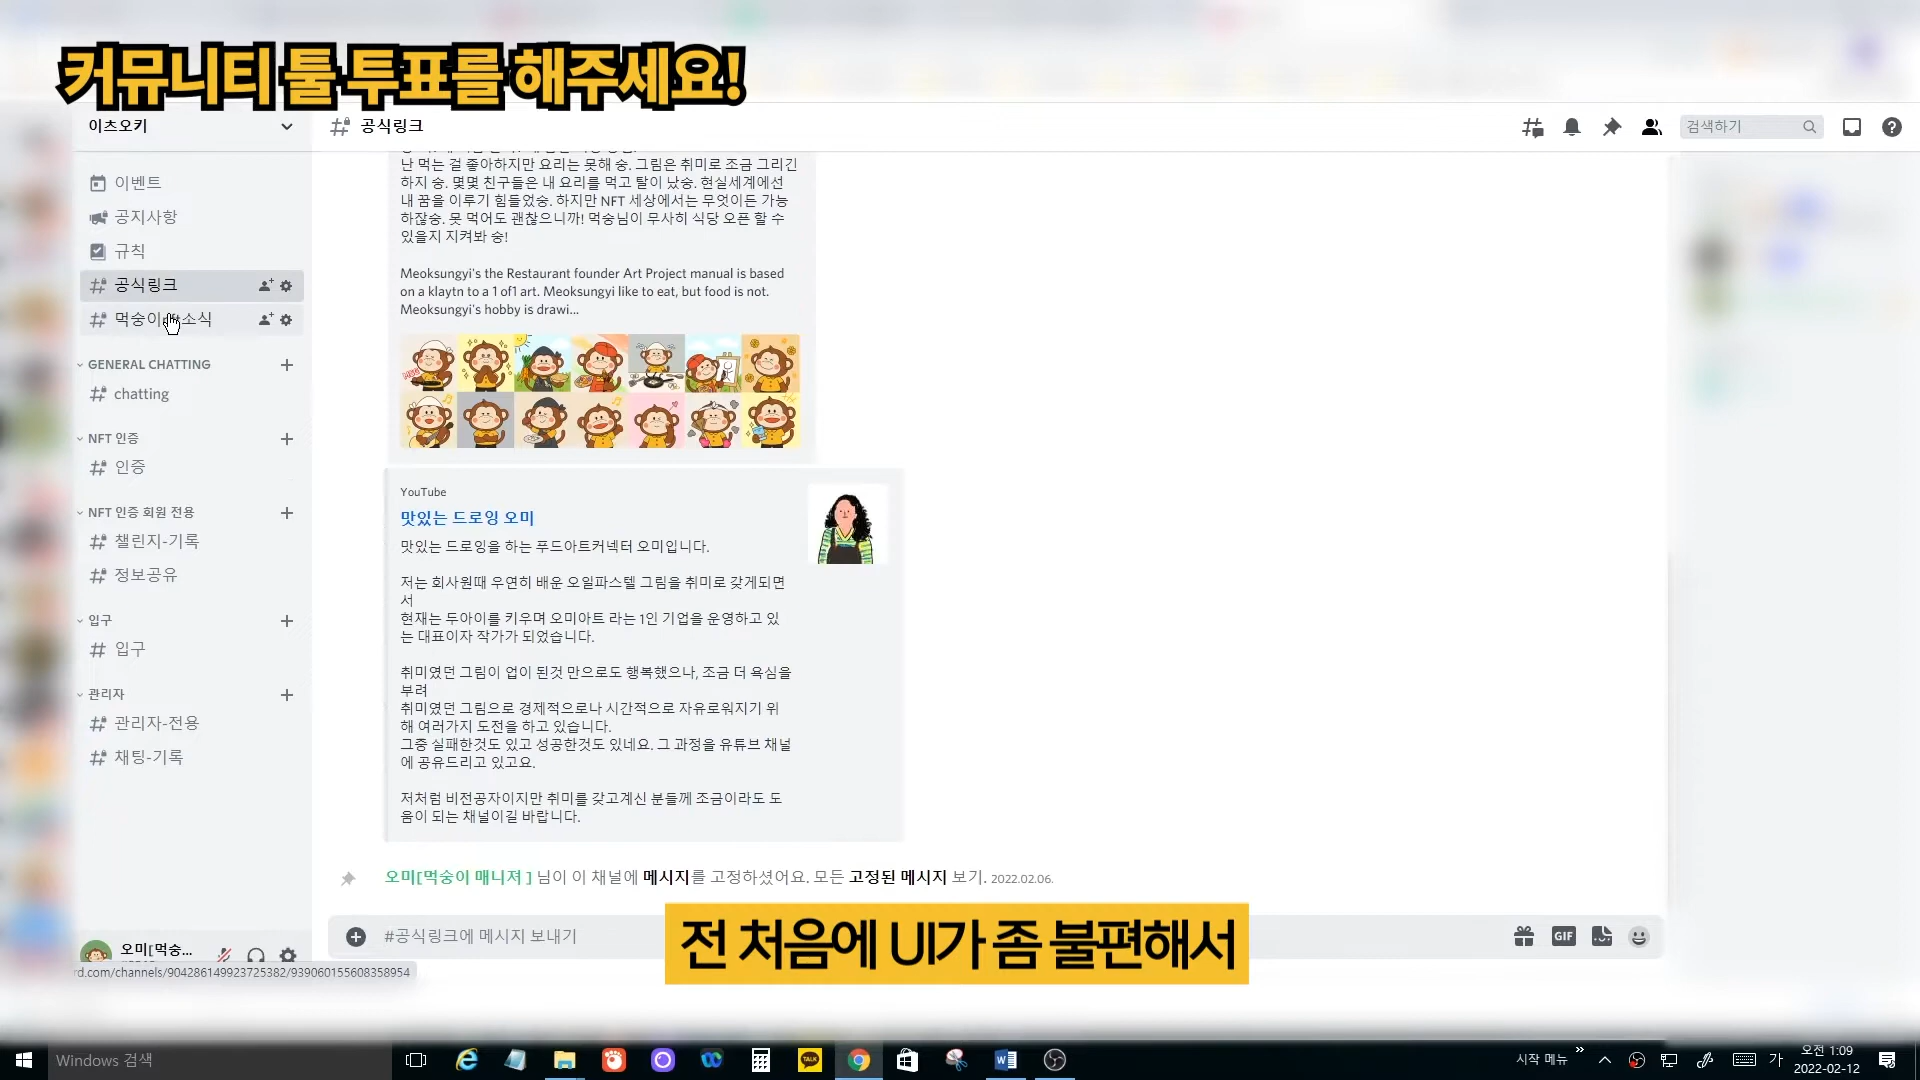 커뮤니티 툴 투표를 해주세요!
이츠오키
공식링크
검색하기
이벤트
공지사항
규칙
공식링크
먹숭이 소식
GENERAL CHATTING
chatting
NFT 인증
인증
NFT 인증 회원 전용
챌린지-기록
정보공유
입구
입구
관리자
관리자-전용
채팅-기록
난 먹는 걸 좋아하지만 요리는 못해 숭. 그림은 취미로 조금 그리긴
하지 숭. 몇몇 친구들은 내 요리를 먹고 탈이 났숭. 현실세계에선
내 꿈을 이루기 힘들었숭. 하지만 NFT 세상에서는 무엇이든 가능
하잖숭. 못 먹어도 괜찮으니까! 먹숭님이 무사히 식당 오픈 할 수
있을지 지켜봐 숭!
Meoksungyi's the Restaurant founder Art Project manual is based
on a klaytn to a 1 of1 art. Meoksungyi like to eat, but food is not.
Meoksungyi's hobby is drawi...
YouTube
맛있는 드로잉 오미
맛있는 드로잉을 하는 푸드아트커넥터 오미입니다.
저는 회사원때 우연히 배운 오일파스텔 그림을 취미로 갖게되면
서
현재는 두아이를 키우며 오미아트 라는 1인 기업을 운영하고 있
는 대표이자 작가가 되었습니다.
취미였던 그림이 업이 된것 만으로도 행복했으나, 조금 더 욕심을
부려
취미였던 그림으로 경제적으로나 시간적으로 자유로워지기 위
해 여러가지 도전을 하고 있습니다.
그중 실패한것도 있고 성공한것도 있네요. 그 과정을 유튜브 채널
에 공유드리고 있고요.
저처럼 비전공자이지만 취미를 갖고계신 분들께 조금이라도 도
움이 되는 채널이길 바랍니다.
오미[먹숭이 매니져 ] 님이 이 채널에 메시지를 고정하셨어요. 모든 고정된 메시지 보기. 2022.02.06.
#공식링크에 메시지 보내기
GIF
전 처음에 UI가 좀 불편해서
오미[먹숭...
rd.com/channels/904286149923725382/939060155608358954
Windows 검색
TALK
시작 메뉴
가
오전 1:09
2022-02-12